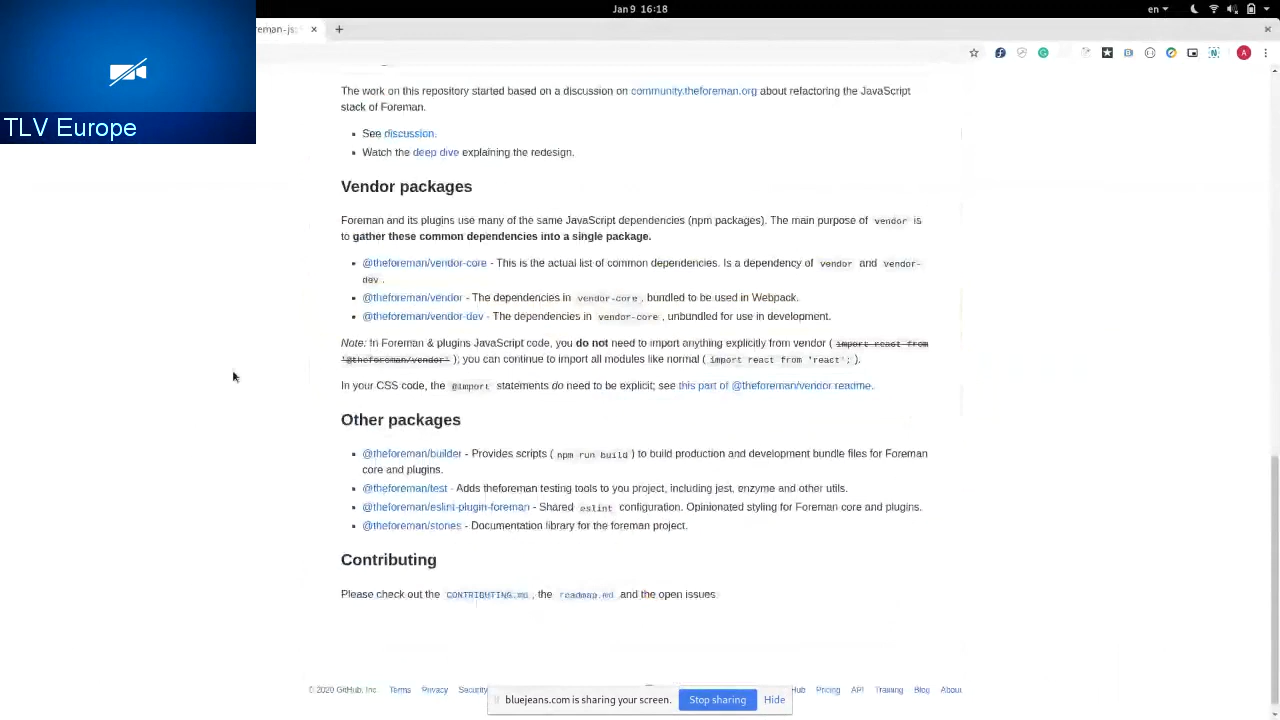 Jan 9 16:18
en
TLV Europe
The work on this repository started based on a discussion on community.theforeman.org about refactoring the JavaScript
stack of Foreman.
See discussion.
Watch the deep dive explaining the redesign.
Vendor packages
Foreman and its plugins use many of the same JavaScript dependencies (npm packages). The main purpose of vendor is
to gather these common dependencies into a single package.
@theforeman/vendor-core - This is the actual list of common dependencies. Is a dependency of vendor and vendor-
dev .
@theforeman/vendor - The dependencies in vendor-core , bundled to be used in Webpack.
@theforeman/vendor-dev - The dependencies in vendor-core , unbundled for use in development.
Note: In Foreman & plugins JavaScript code, you do not need to import anything explicitly from vendor ( import react from
'@theforeman/vendor' ); you can continue to import all modules like normal ( import react from 'react'; ).
In your CSS code, the @import statements do need to be explicit; see this part of @theforeman/vendor readme.
Other packages
@theforeman/builder - Provides scripts ( npm run build ) to build production and development bundle files for Foreman
core and plugins.
@theforeman/test - Adds theforeman testing tools to you project, including jest, enzyme and other utils.
@theforeman/eslint-plugin-foreman - Shared eslint configuration. Opinionated styling for Foreman core and plugins.
@theforeman/stories - Documentation library for the foreman project.
Contributing
Please check out the CONTRIBUTING.md , the roadmap.md and the open issues
© 2020 GitHub, Inc. Terms Privacy Security Hub Pricing API Training Blog About
bluejeans.com is sharing your screen. Stop sharing Hide